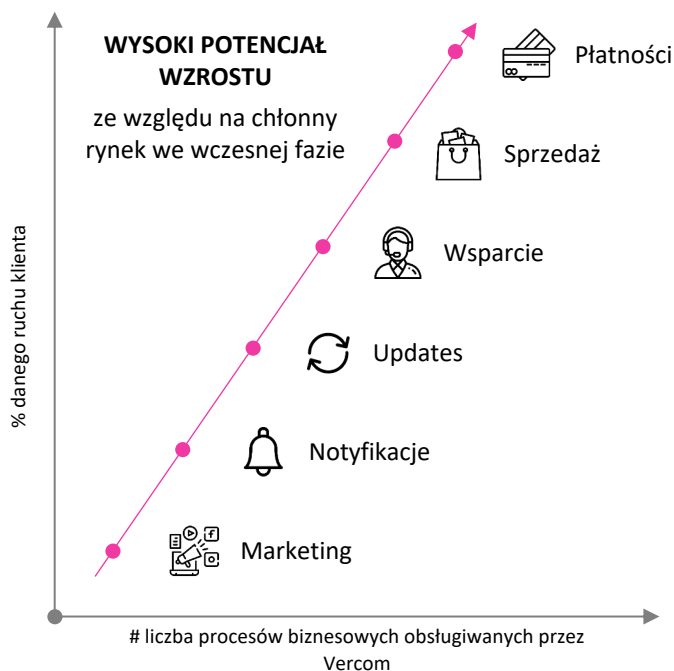 WYSOKI POTENCJAŁ
WZROSTU
ze względu na chłonny
rynek we wczesnej fazie
Płatności
Sprzedaż
Wsparcie
Updates
Notyfikacje
Marketing
% danego ruchu klienta
# liczba procesów biznesowych obsługiwanych przez
Vercom